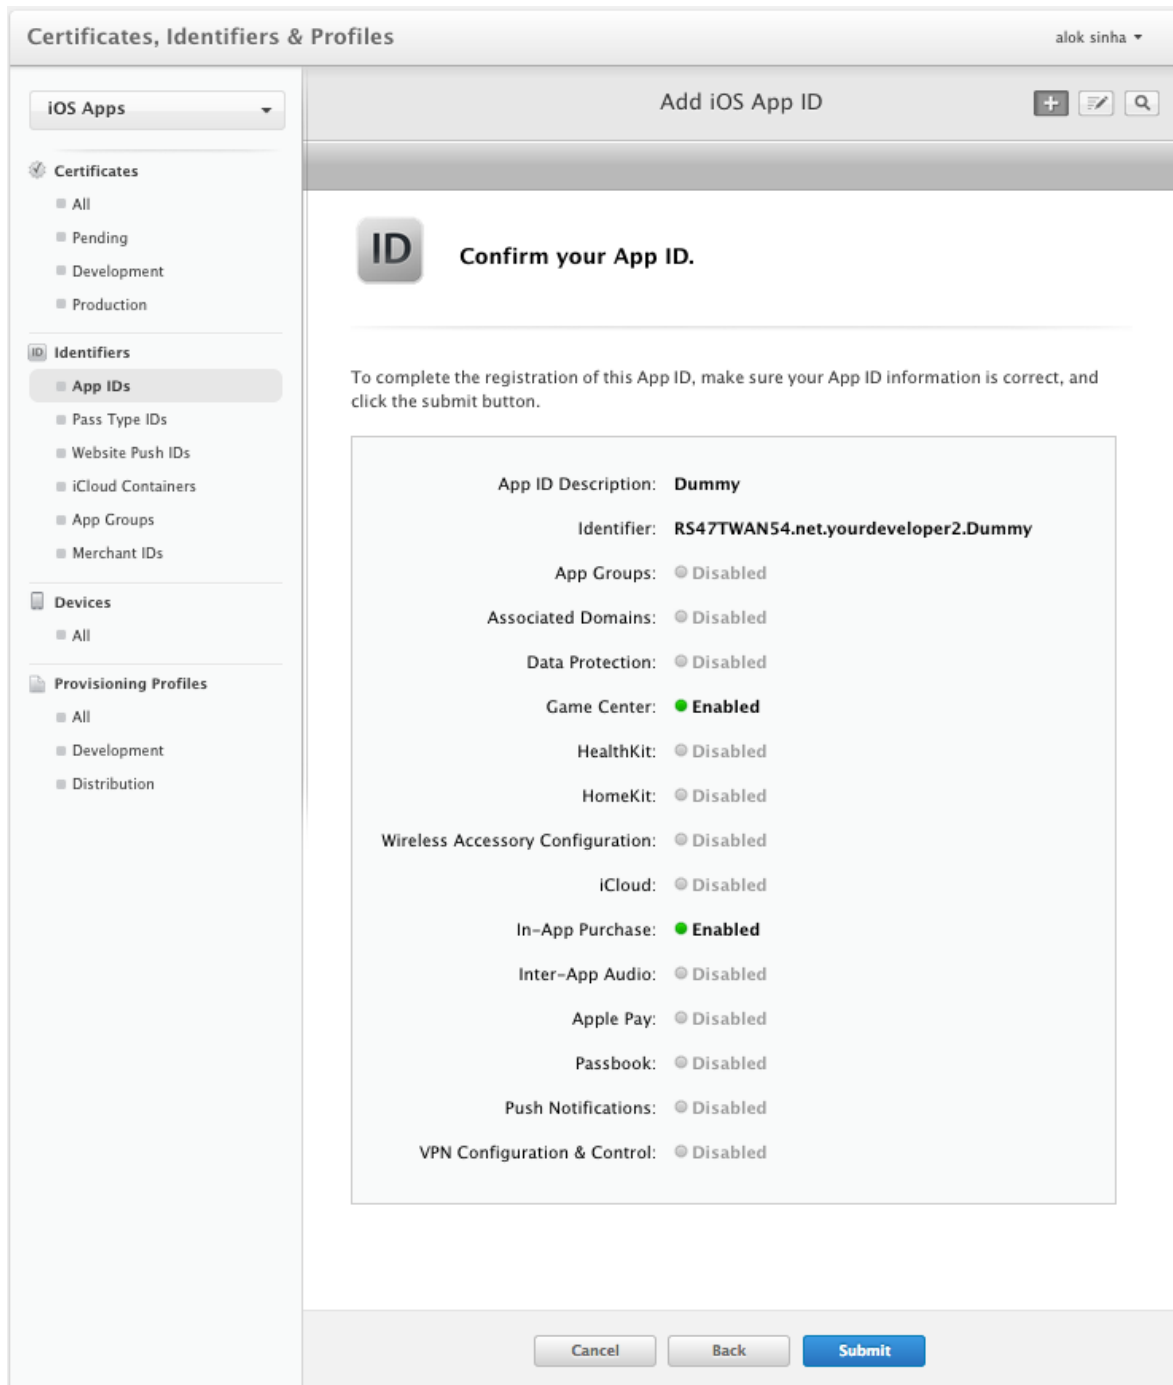 Certificates, Identifiers & Profiles
alok sinha
iOS Apps
Add iOS App ID
Certificates
All
Pending
Development
Production
ID Identifiers
App IDs
Pass Type IDs
Website Push IDs
iCloud Containers
App Groups
Merchant IDs
Devices
All
Provisioning Profiles
All
Development
Distribution
ID
Confirm your App ID.
To complete the registration of this App ID, make sure your App ID information is correct, and
click the submit button.
App ID Description: Dummy
Identifier: RS47TWAN54.net.yourdeveloper2.Dummy
App Groups: Disabled
Associated Domains: Disabled
Data Protection: Disabled
Game Center: Enabled
HealthKit: Disabled
HomeKit: Disabled
Wireless Accessory Configuration: Disabled
iCloud: Disabled
In-App Purchase: Enabled
Inter-App Audio: Disabled
Apple Pay: Disabled
Passbook: Disabled
Push Notifications: Disabled
VPN Configuration & Control: Disabled
Cancel
Back
Submit